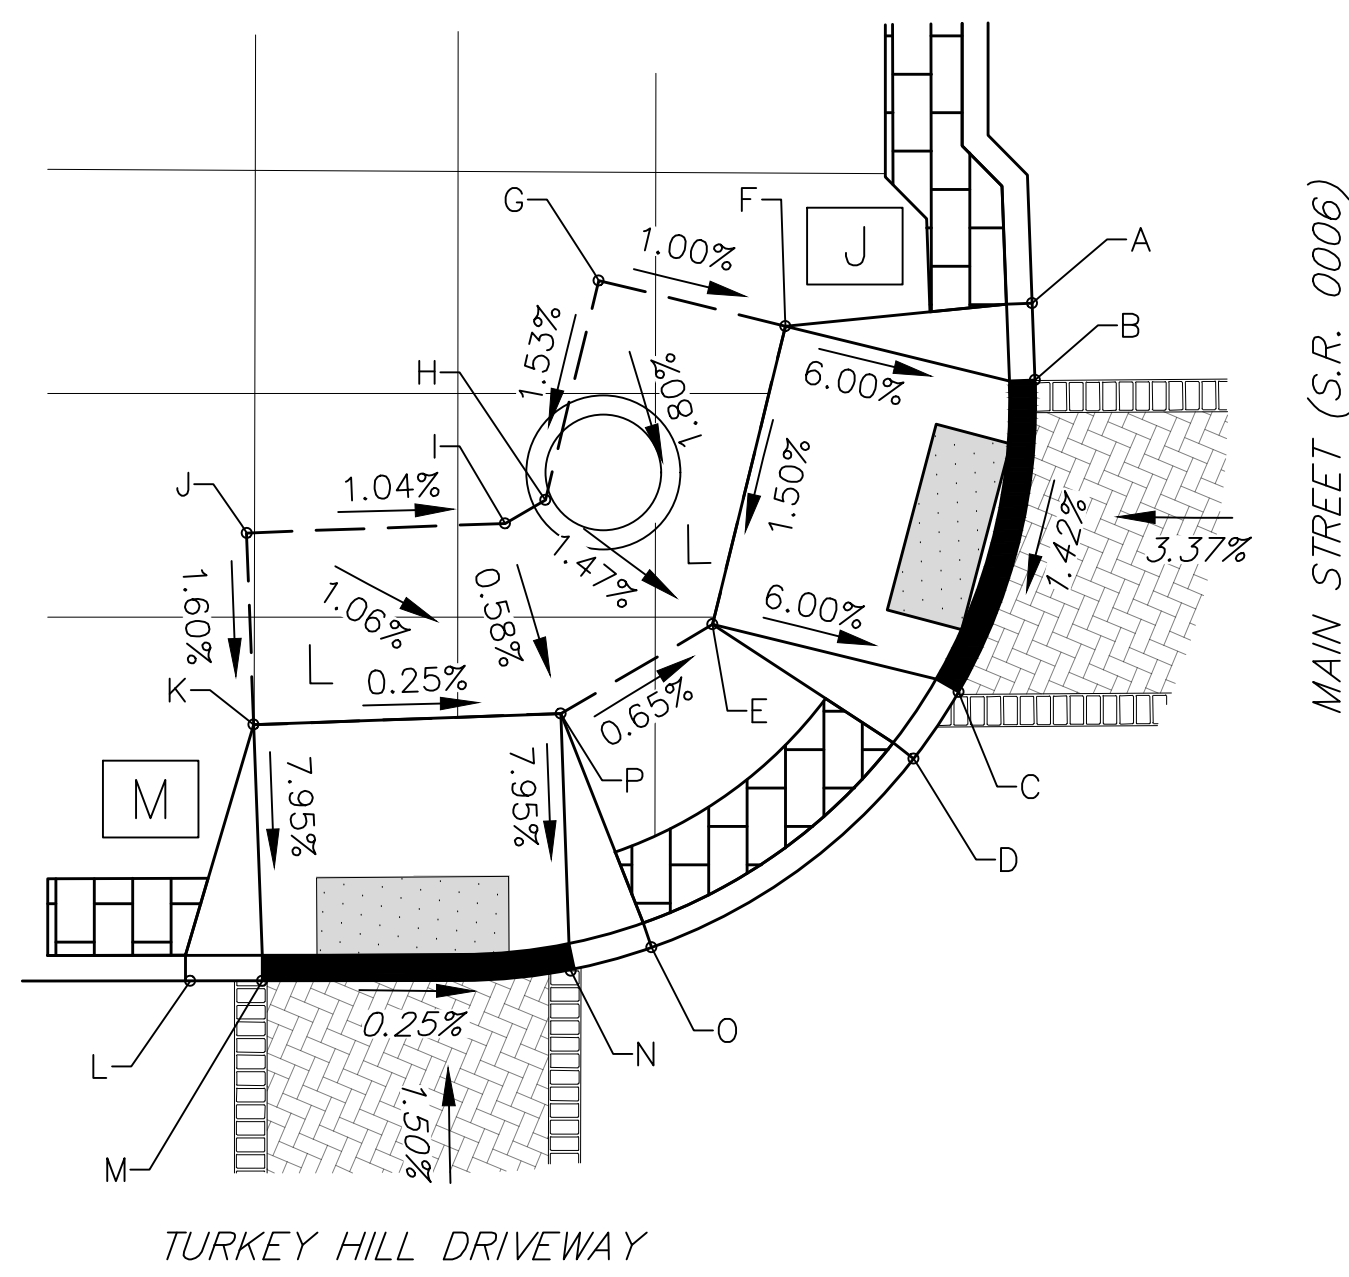 G
F
J
A
MAIN STREET (S.R. 0006)
1.00%
B
1.53%
H
1.80%
6.00%
I
J
1.04%
1.50%
1.42%
3.37%
1.47%
L
1.60%
1.06%
0.58%
6.00%
L
0.25%
K
0.65%
E
P
C
M
7.95%
7.95%
D
0.25%
O
N
L
1.50%
M
TURKEY HILL DRIVEWAY